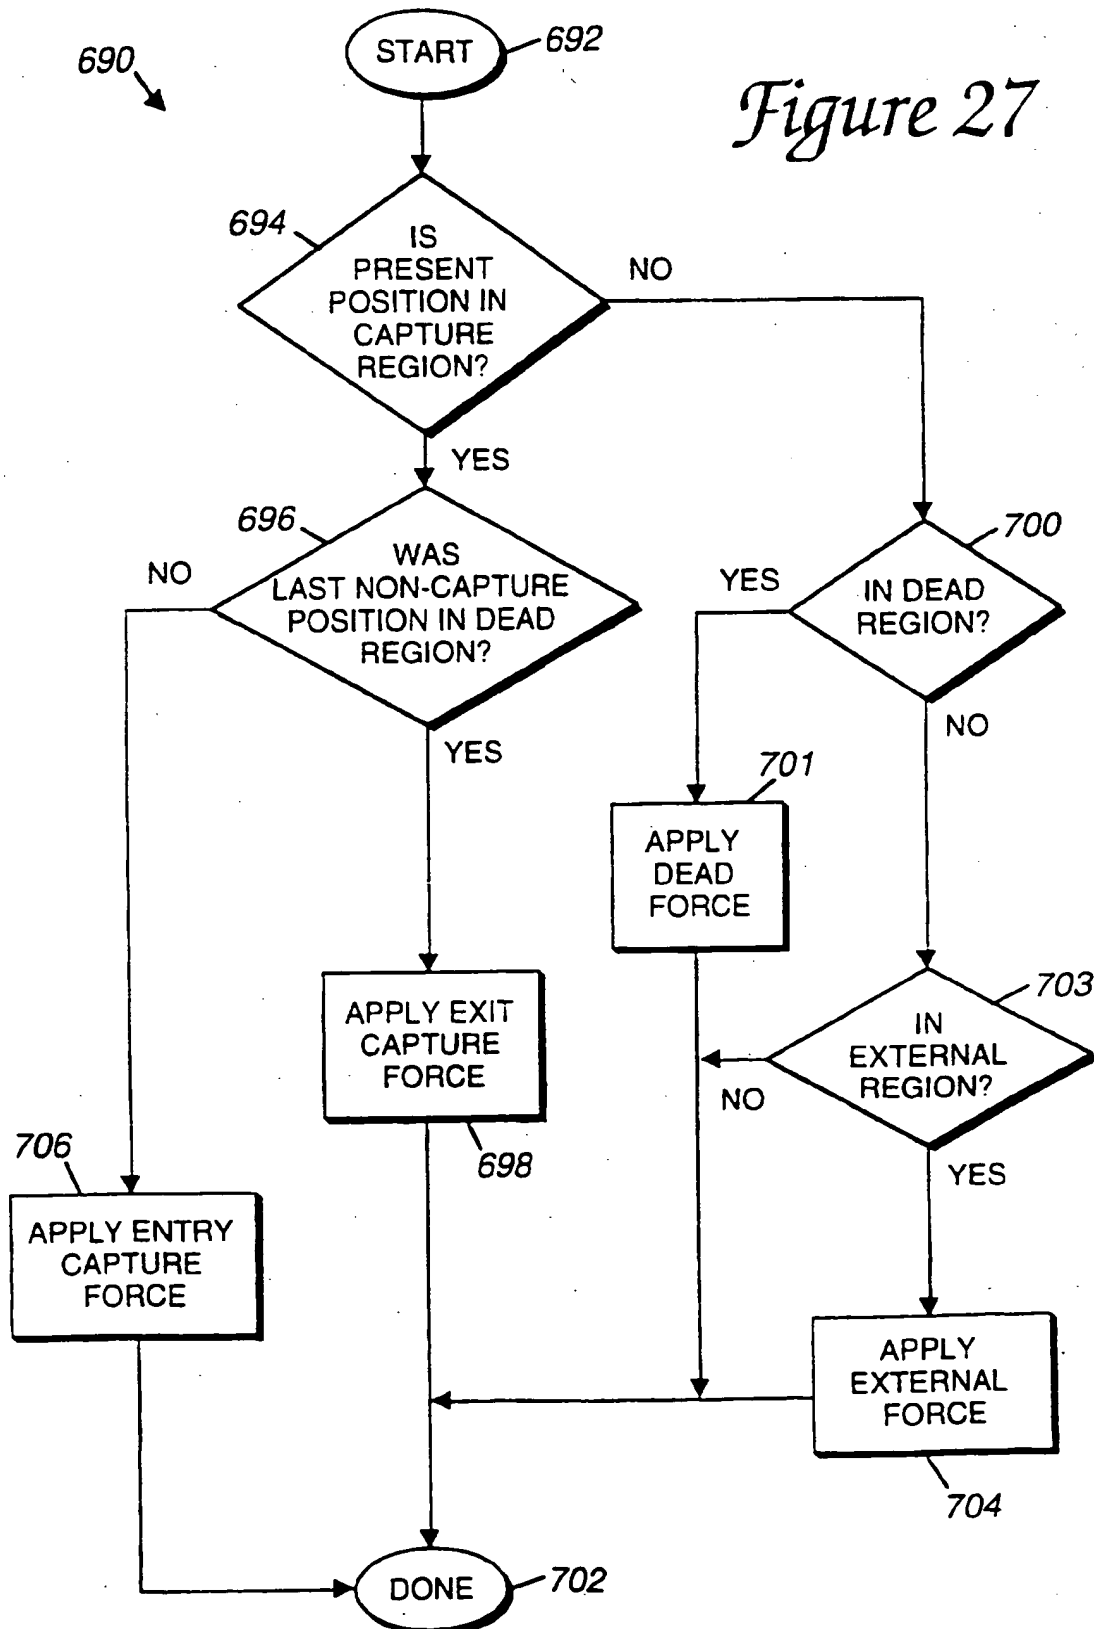 START
692
690
Figure 27
694
IS
PRESENT
POSITION IN
CAPTURE
REGION?
NO
YES
696
WAS
LAST NON-CAPTURE
POSITION IN DEAD
REGION?
NO
YES
700
IN DEAD
REGION?
YES
NO
701
APPLY
DEAD
FORCE
703
IN
EXTERNAL
REGION?
NO
YES
APPLY EXIT
CAPTURE
FORCE
698
706
APPLY ENTRY
CAPTURE
FORCE
APPLY
EXTERNAL
FORCE
704
DONE
702